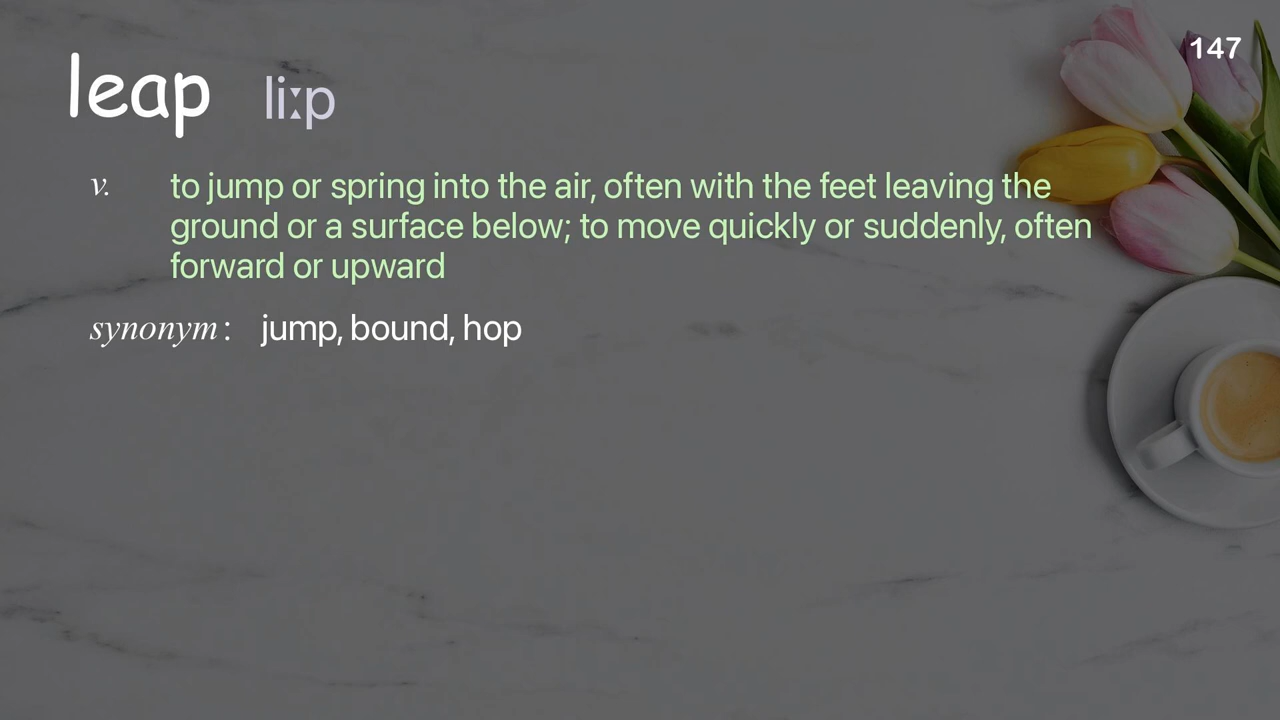 147
leap liːp
v. to jump or spring into the air, often with the feet leaving the
ground or a surface below; to move quickly or suddenly, often
forward or upward
synonym : jump, bound, hop